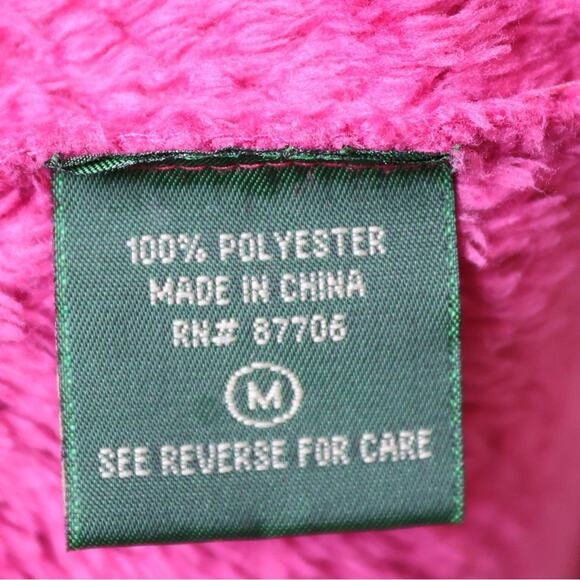 100% POLYESTER
MADE IN CHINA
RN# 87706
M
SEE REVERSE FOR CARE